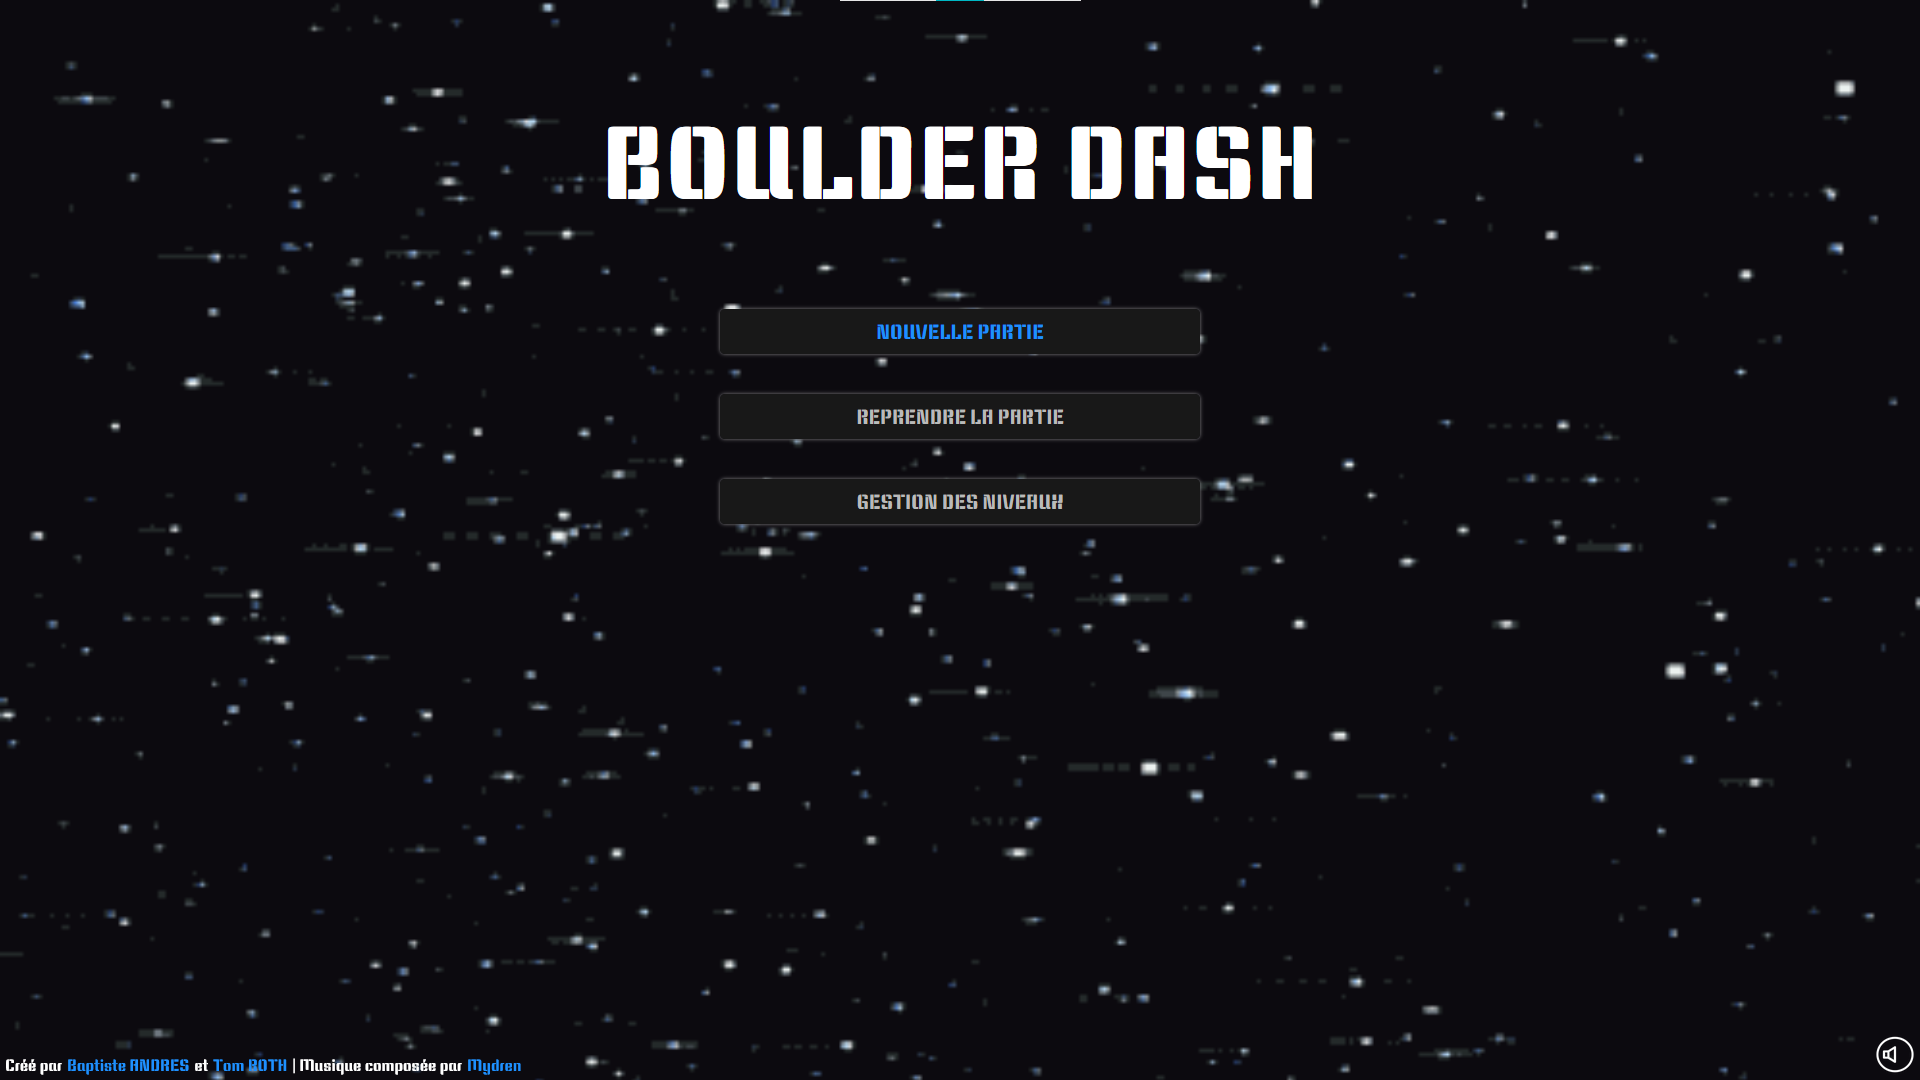 BOULDER DASH
NOUVELLE PARTIE
REPRENDRE LA PARTIE
GESTION DES NIVEAUX
Créé par Baptiste ANDRES et Tom ROTH | Musique composée par Mydren